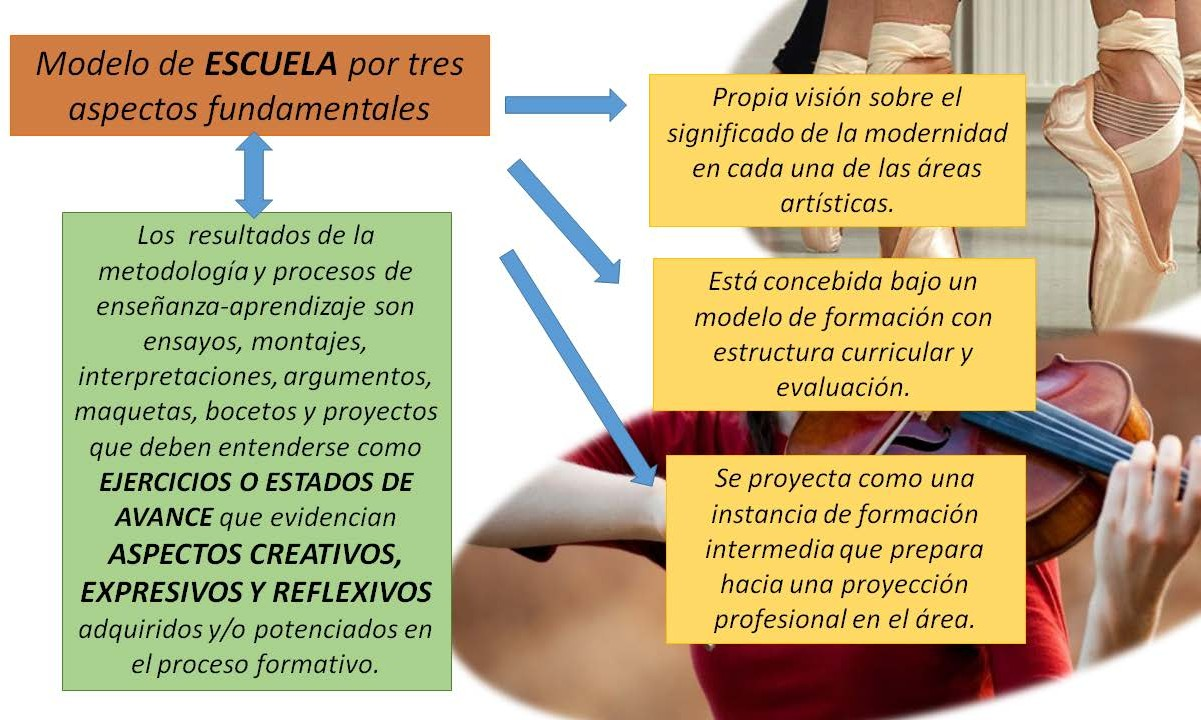 Modelo de ESCUELA por tres
aspectos fundamentales
Los resultados de la
metodología y procesos de
enseñanza-aprendizaje son
ensayos, montajes,
interpretaciones, argumentos,
maquetas, bocetos y proyectos
que deben entenderse como
EJERCICIOS O ESTADOS DE
AVANCE que evidencian
ASPECTOS CREATIVOS,
EXPRESIVOS Y REFLEXIVOS
adquiridos y/o potenciados en
el proceso formativo.
Propia visión sobre el
significado de la modernidad
en cada una de las áreas
artísticas.
Está concebida bajo un
modelo de formación con
estructura curricular y
evaluación.
Se proyecta como una
instancia de formación
intermedia que prepara
hacia una proyección
profesional en el área.